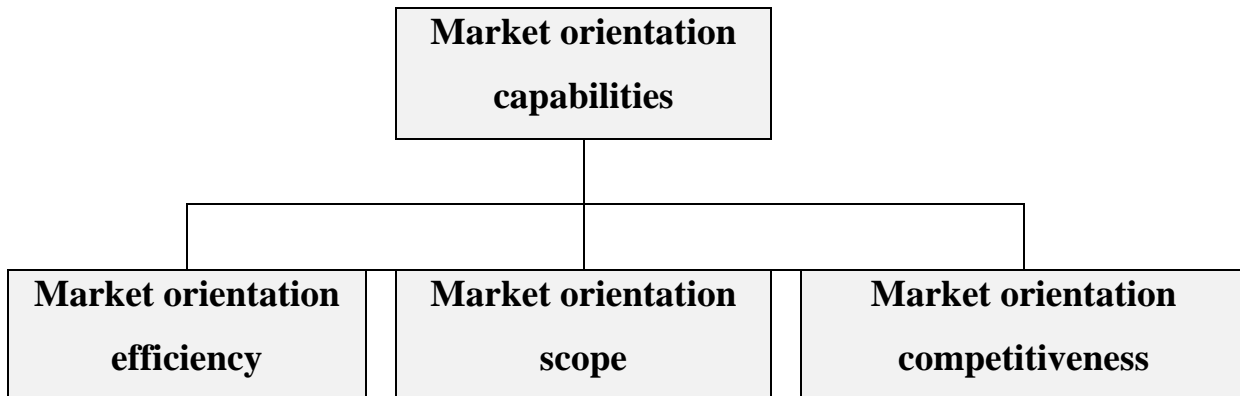 Market orientation
capabilities
Market orientation
efficiency
Market orientation
scope
Market orientation
competitiveness